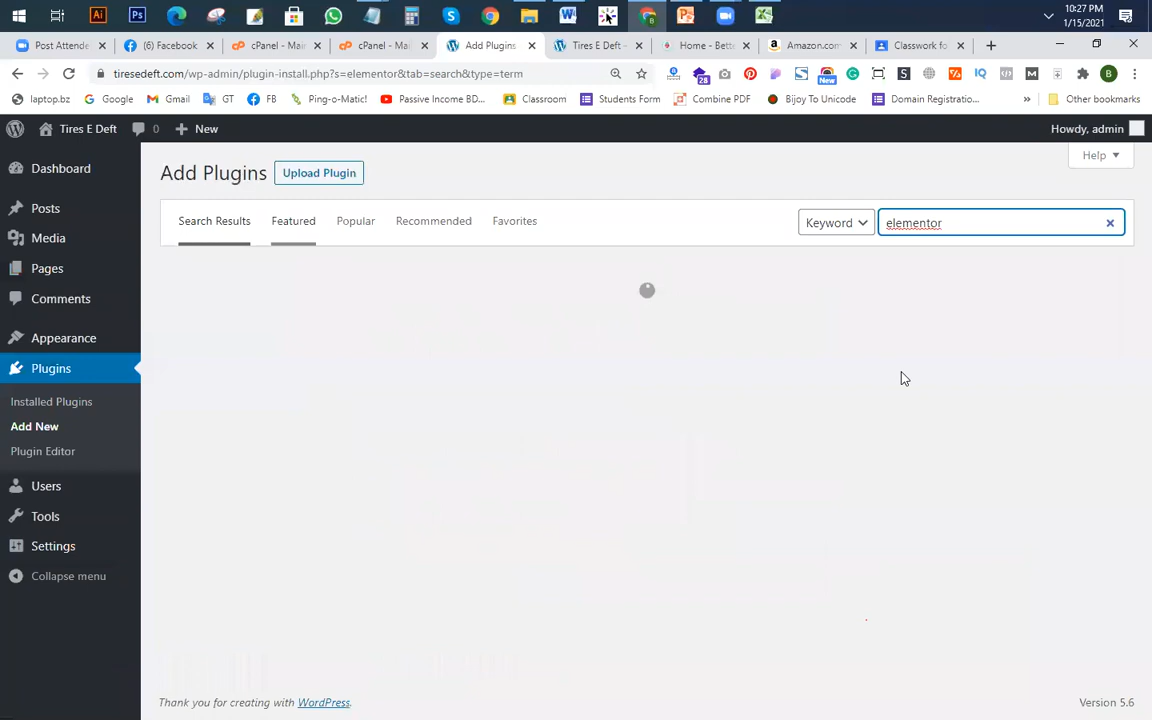 10:27 PM
1/15/2021
Post Attende
(6) Facebook
cPanel - Main
cPanel - Mai
Add Plugins
Tires E Deft -
Home - Bette
Amazon.com
Classwork fo
tiresedeft.com/wp-admin/plugin-install.php?s=elementor&tab=search&type=term
laptop.bz
Google
Gmail
GT
FB
Ping-o-Matic!
Passive Income BD...
Classroom
Students Form
Combine PDF
Bijoy To Unicode
Domain Registratio...
Other bookmarks
Tires E Deft
0
New
Howdy, admin
Help
Dashboard
Posts
Media
Pages
Comments
Appearance
Plugins
Installed Plugins
Add New
Plugin Editor
Users
Tools
Settings
Collapse menu
Add Plugins
Upload Plugin
Search Results
Featured
Popular
Recommended
Favorites
Keyword
elementor
Thank you for creating with WordPress.
Version 5.6